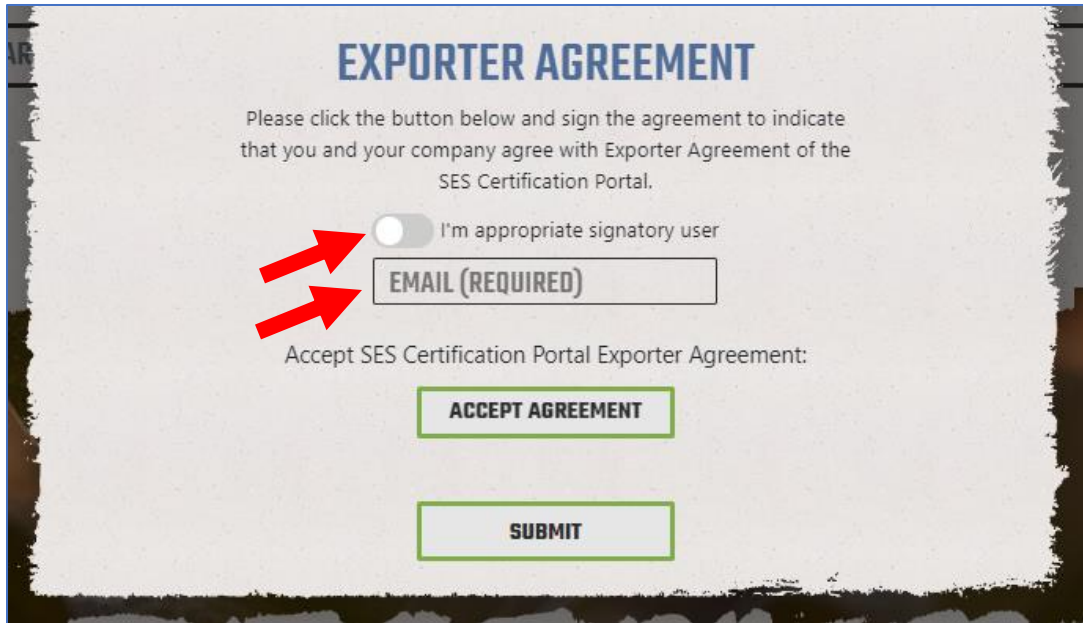 AR
EXPORTER AGREEMENT
Please click the button below and sign the agreement to indicate
that you and your company agree with Exporter Agreement of the
SES Certification Portal.
I'm appropriate signatory user
EMAIL (REQUIRED)
Accept SES Certification Portal Exporter Agreement:
ACCEPT AGREEMENT
SUBMIT